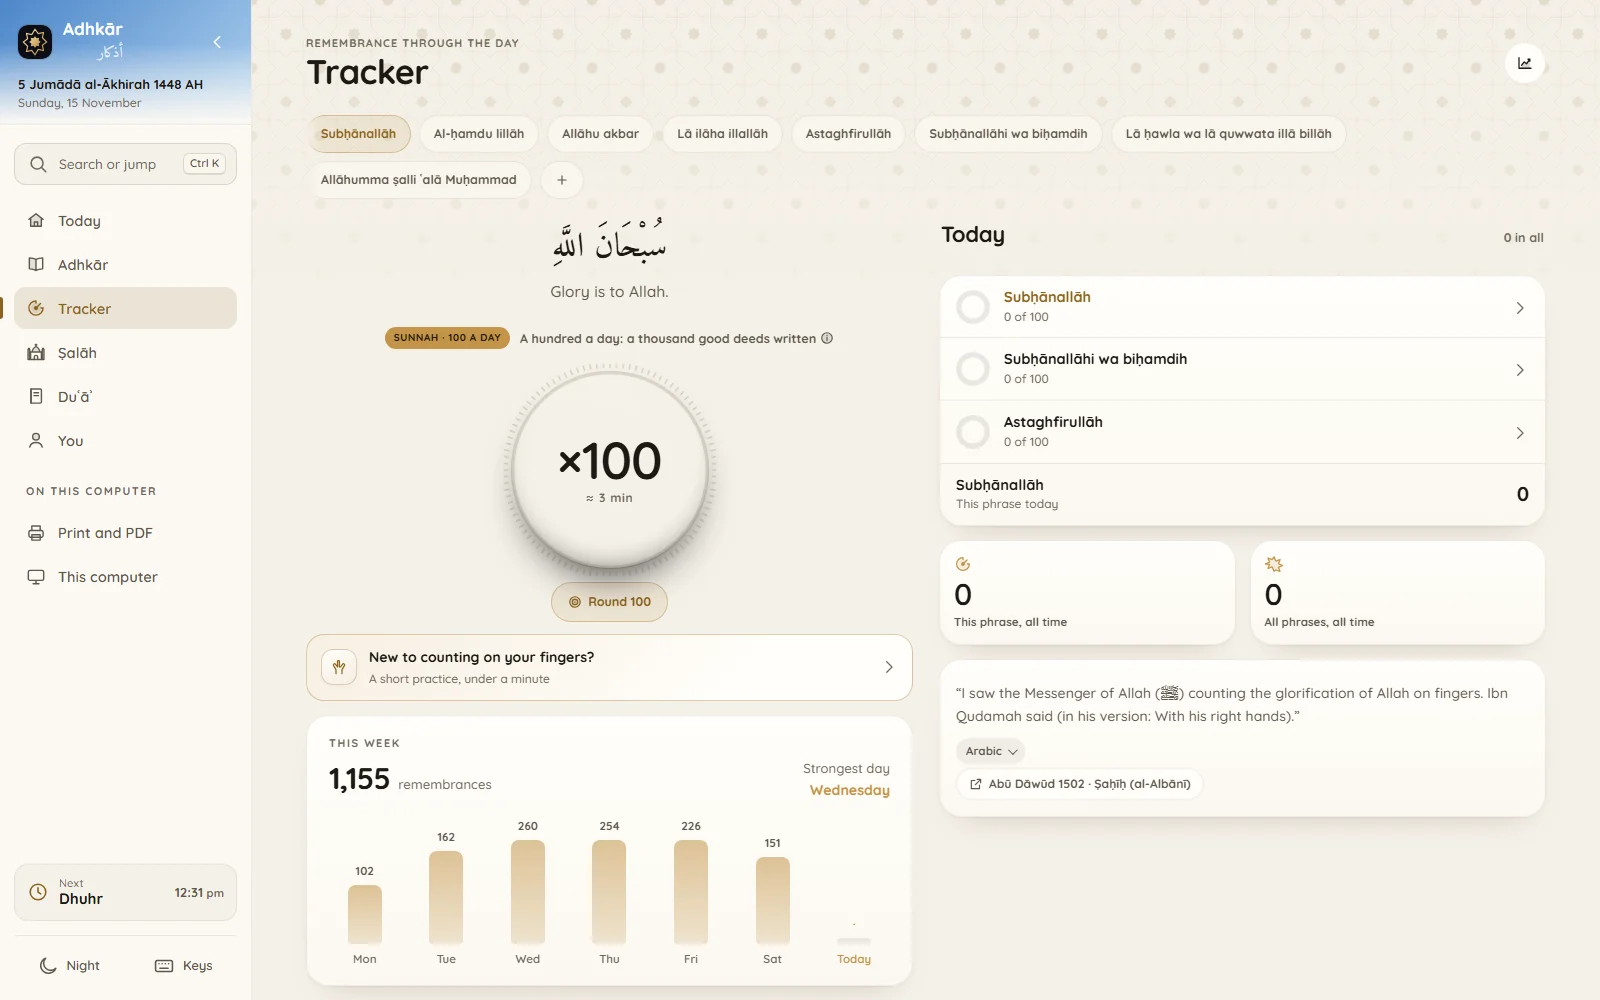 Adhkār
أذكار
5 Jumādā al-Ākhirah 1448 AH
Sunday, 15 November
Search or jump
Ctrl K
Today
Adhkār
Tracker
Ṣalāh
Duʿāʾ
You
ON THIS COMPUTER
Print and PDF
This computer
Next
Dhuhr
12:31 pm
Night
Keys
REMEMBRANCE THROUGH THE DAY
Tracker
Subḥānallāh
Al-ḥamdu lillāh
Allāhu akbar
Lā ilāha illallāh
Astaghfirullāh
Subḥānallāhi wa biḥamdih
Lā ḥawla wa lā quwwata illā billāh
Allāhumma ṣalli ʿalā Muḥammad
+
سُبْحَانَ اللَّهِ
Glory is to Allah.
SUNNAH · 100 A DAY
A hundred a day: a thousand good deeds written
×100
≈ 3 min
Round 100
New to counting on your fingers?
A short practice, under a minute
THIS WEEK
1,155 remembrances
Strongest day
Wednesday
102
162
260
254
226
151
·
Mon
Tue
Wed
Thu
Fri
Sat
Today
Today
0 in all
Subḥānallāh
0 of 100
Subḥānallāhi wa biḥamdih
0 of 100
Astaghfirullāh
0 of 100
Subḥānallāh
This phrase today
0
0
This phrase, all time
0
All phrases, all time
“I saw the Messenger of Allah (ﷺ) counting the glorification of Allah on fingers. Ibn
Qudamah said (in his version: With his right hands).”
Arabic
Abū Dāwūd 1502 · Ṣaḥīḥ (al-Albānī)